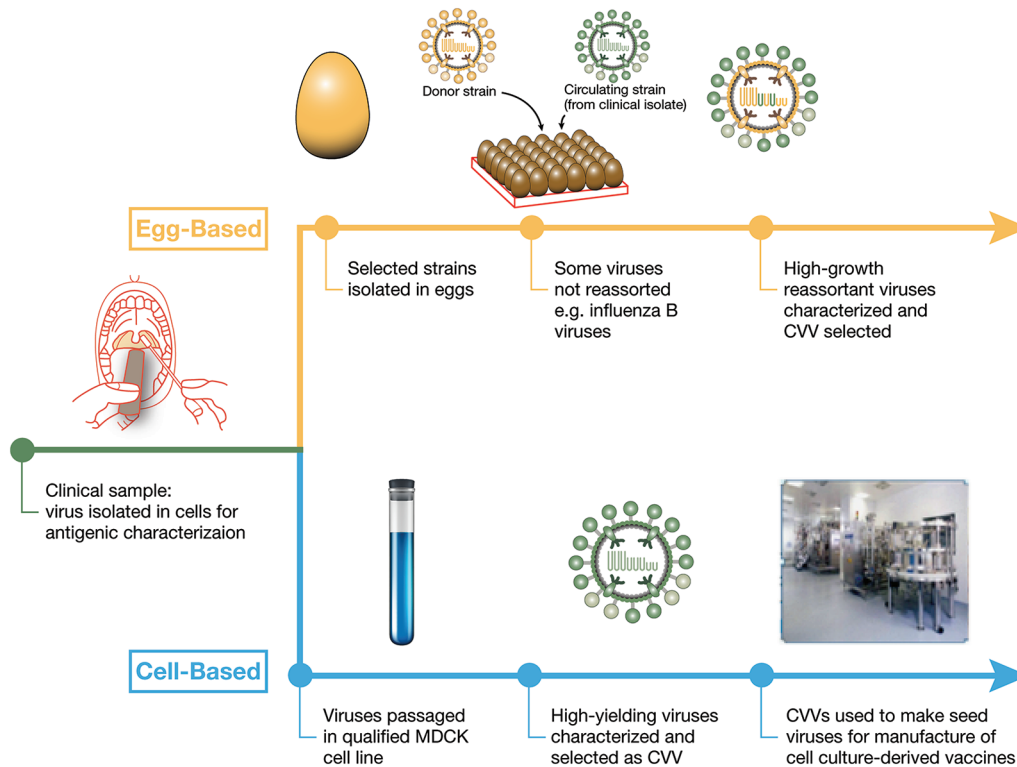 Donor strain
Circulating strain
(from clinical isolate)
Egg-Based
Selected strains
isolated in eggs
Some viruses
not reassorted
e.g. influenza B
viruses
High-growth
reassortant viruses
characterized and
CVV selected
Clinical sample:
virus isolated in cells for
antigenic characterizaion
Cell-Based
Viruses passaged
in qualified MDCK
cell line
High-yielding viruses
characterized and
selected as CVV
CVVs used to make seed
viruses for manufacture of
cell culture-derived vaccines